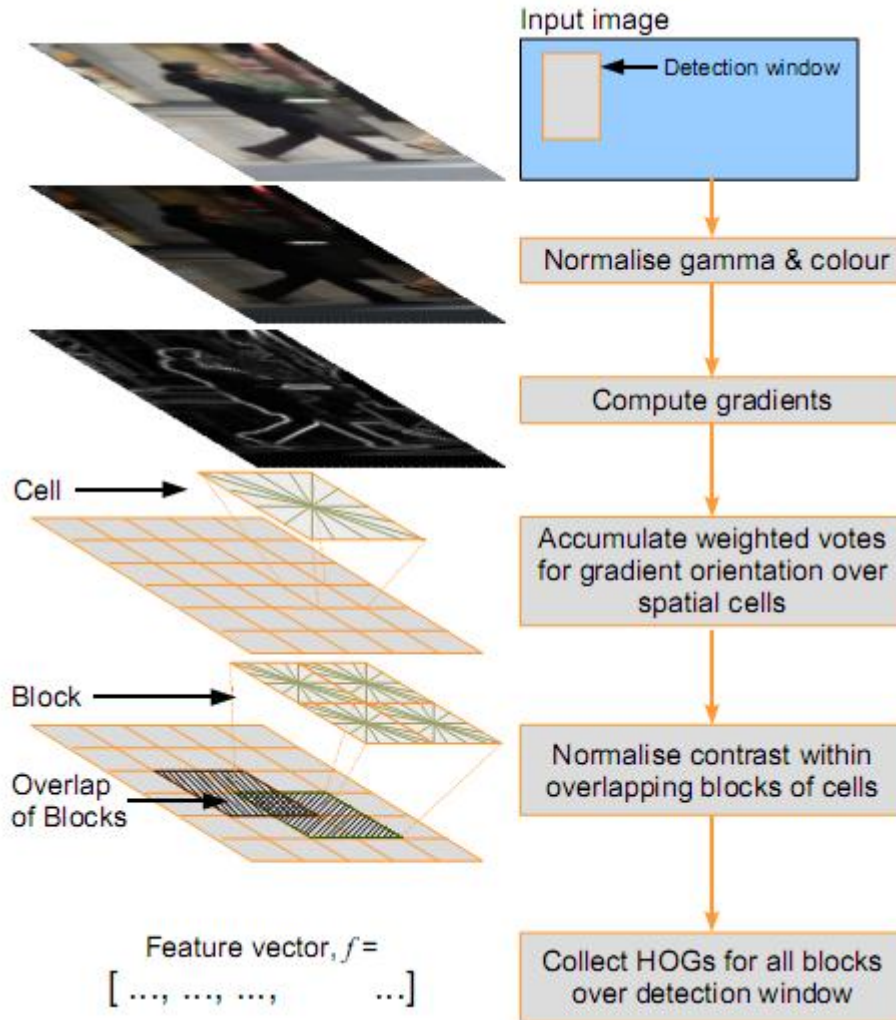 Input image
Detection window
Normalise gamma & colour
Compute gradients
Cell
Accumulate weighted votes
for gradient orientation over
spatial cells
Block
Overlap
of Blocks
Normalise contrast within
overlapping blocks of cells
Feature vector, f =
[ ..., ..., ..., ...]
Collect HOGs for all blocks
over detection window